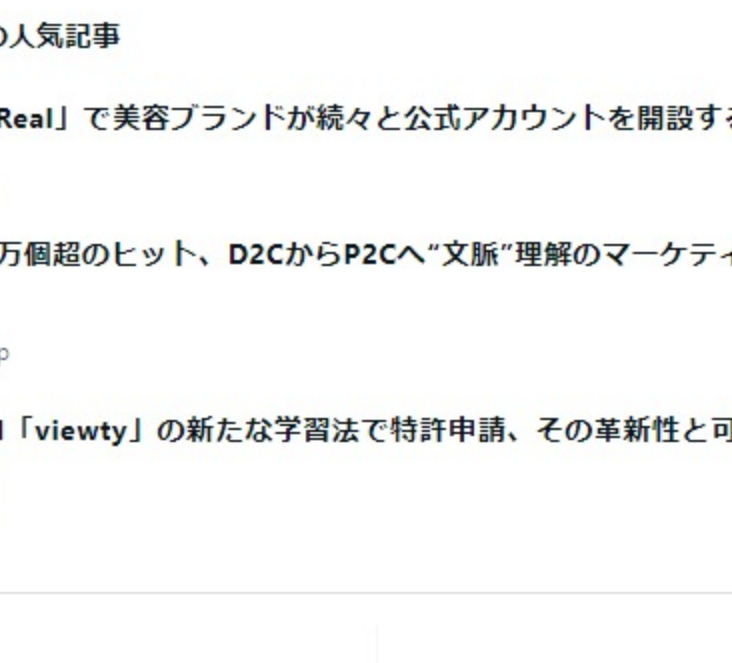 の人気記事
Real」で美容ブランドが続々と公式アカウントを開設する
万個超のヒット、D2CからP2Cへ“文脈”理解のマーケティ
p
「viewty」の新たな学習法で特許申請、その革新性と可